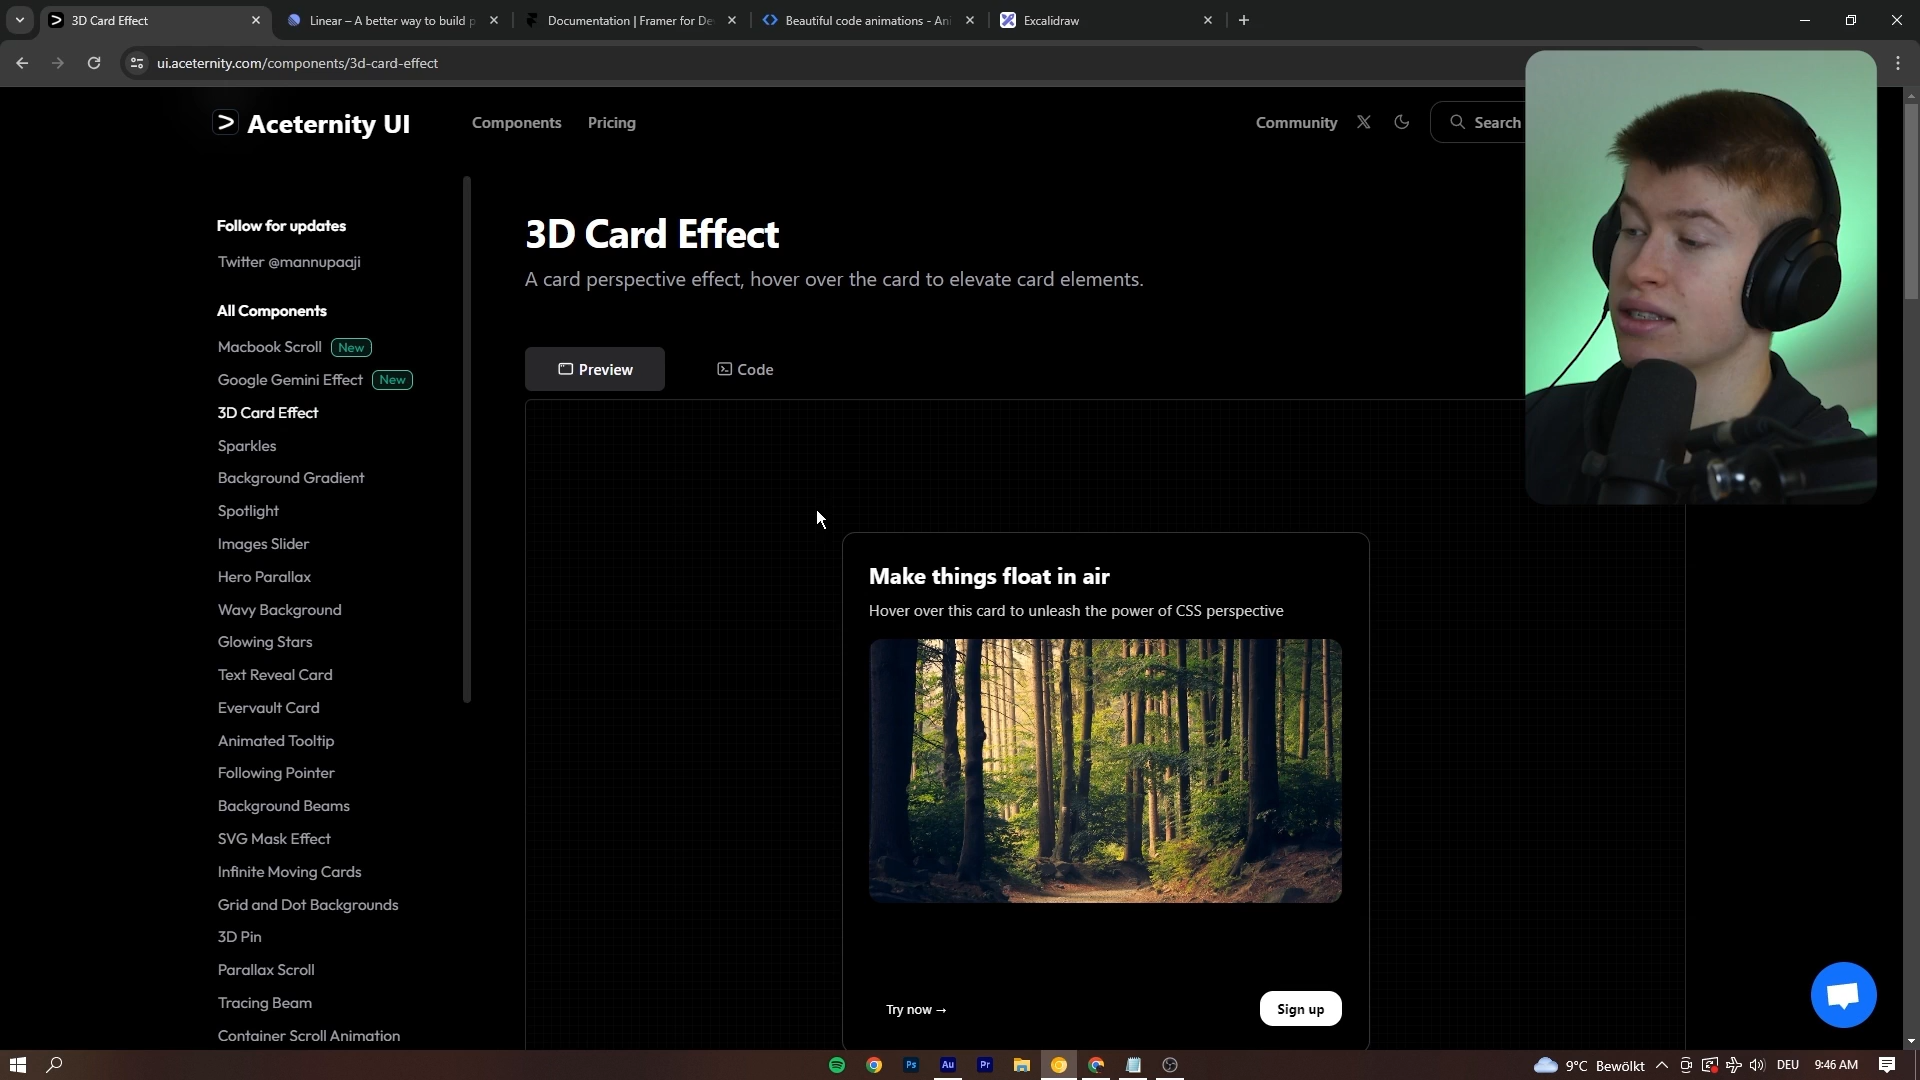 3D Card Effect
Linear – A better way to build p
Documentation | Framer for De
Beautiful code animations - Ani
Excalidraw
ui.aceternity.com/components/3d-card-effect
Aceternity UI
Components
Pricing
Community
Search
Follow for updates
Twitter @mannupaaji
All Components
Macbook Scroll New
Google Gemini Effect New
3D Card Effect
Sparkles
Background Gradient
Spotlight
Images Slider
Hero Parallax
Wavy Background
Glowing Stars
Text Reveal Card
Evervault Card
Animated Tooltip
Following Pointer
Background Beams
SVG Mask Effect
Infinite Moving Cards
Grid and Dot Backgrounds
3D Pin
Parallax Scroll
Tracing Beam
Container Scroll Animation
3D Card Effect
A card perspective effect, hover over the card to elevate card elements.
Preview
Code
Make things float in air
Hover over this card to unleash the power of CSS perspective
Try now →
Sign up
Ps
Au
Pr
9°C Bewölkt
DEU
9:46 AM